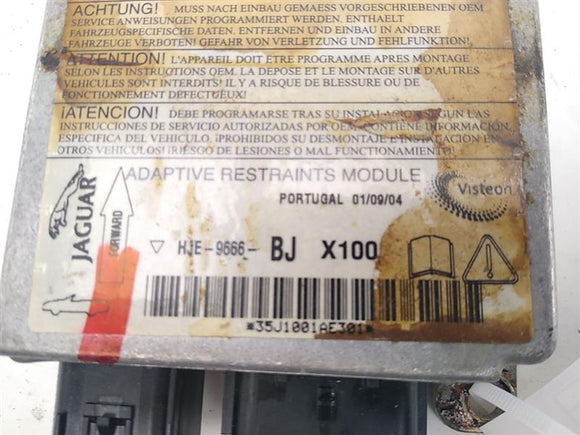 ACHTUNG! MUSS NACH EINBAU GEMAESS VORGESCHRIEBENEN OEM
SERVICE ANWEISUNGEN PROGRAMMIERT WERDEN, ENTHAELT
FAHRZEUGSPEZIFISCHE DATEN, ENTFERNEN UND EINBAU IN ANDERE
FAHRZEUGE VERBOTEN! GEFAHR VON VERLETZUNG UND FEHLFUNKTION!
ATTENTION! L'APPAREIL DOIT ETRE PROGRAMME APRES MONTAGE
SELON LES INSTRUCTIONS OEM. LA DEPOSE ET LE MONTAGE SUR D'AUTRES
VEHICULES SONT INTERDITS! IL Y A RISQUE DE BLESSURE OU DE
FONCTIONNEMENT DEFECTUEUX!
¡ATENCION! DEBE PROGRAMARSE TRAS SU INSTALACION SEGUN LAS
INSTRUCCIONES DE SERVICIO AUTORIZADAS POR OEM. CONTIENE INFORMACION
ESPECIFICA DEL VEHICULO. ¡PROHIBIDOS SU DESMONTAJE E INSTALACION EN
OTROS VEHICULOS! ¡RIESGO DE LESIONES O MAL FUNCIONAMIENTO!
JAGUAR
FORWARD
ADAPTIVE RESTRAINTS MODULE
Visteon
PORTUGAL 01/09/04
HJE-9666- BJ X100
*35J1001AE301*